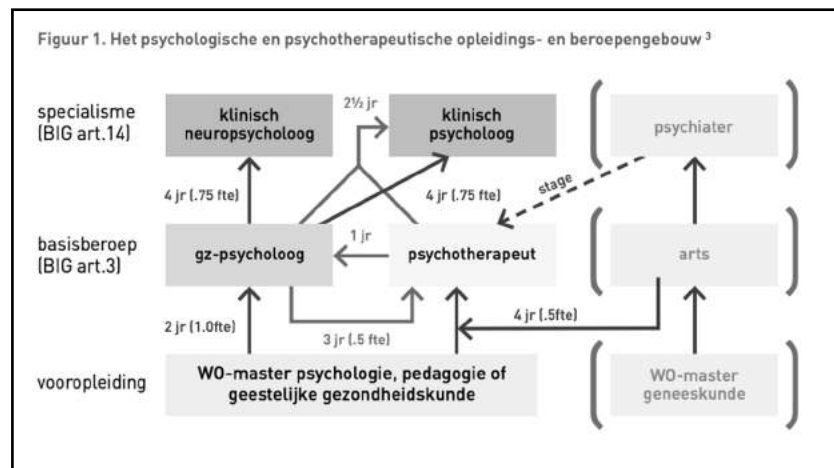 Figuur 1. Het psychologische en psychotherapeutische opleidings- en beroepengebouw ³
specialisme
(BIG art.14)
klinisch
neuropsycholoog
2½ jr
klinisch
psycholoog
psychiater
4 jr (.75 fte)
4 jr (.75 fte)
stage
basisberoep
(BIG art.3)
gz-psycholoog
1 jr
psychotherapeut
arts
2 jr (1.0fte)
3 jr (.5 fte)
4 jr (.5fte)
vooropleiding
WO-master psychologie, pedagogie of
geestelijke gezondheidskunde
WO-master
geneeskunde